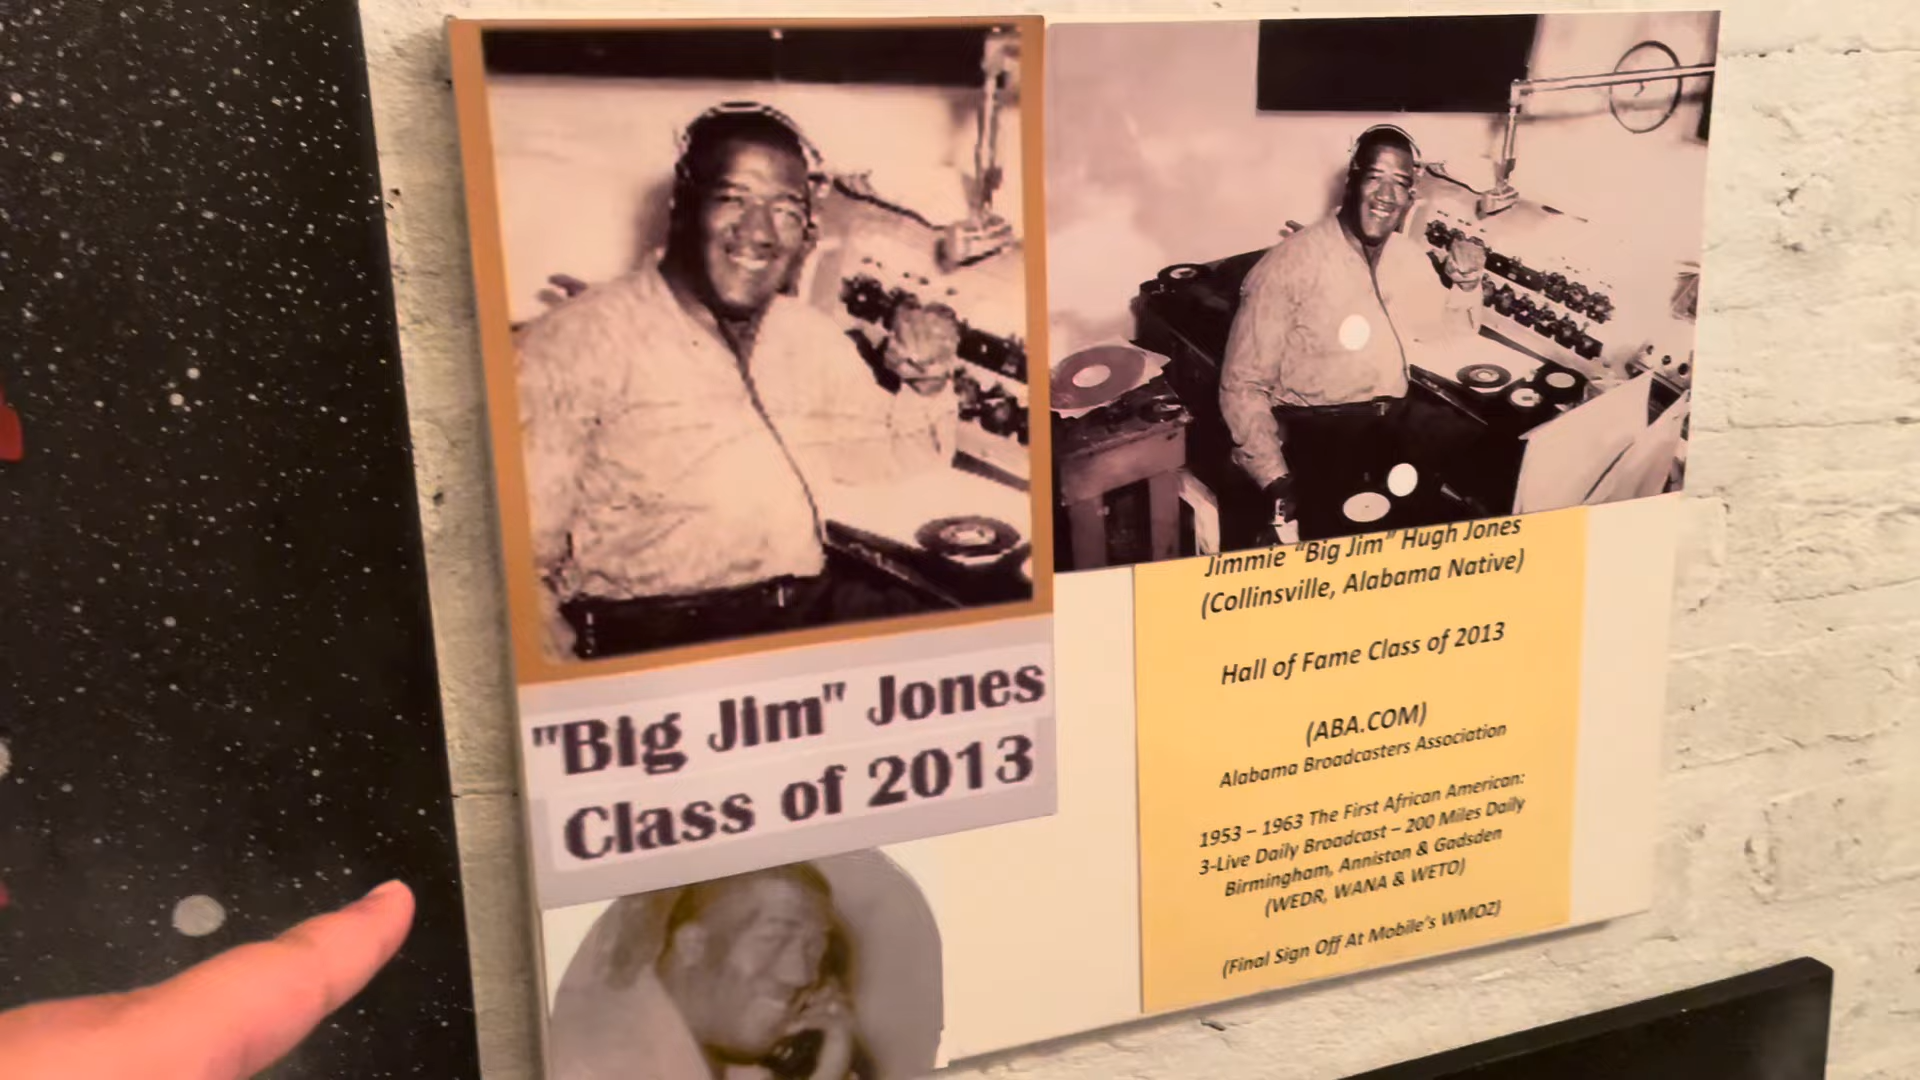 "Big Jim" Jones
Class of 2013
Jimmie "Big Jim" Hugh Jones
(Collinsville, Alabama Native)
Hall of Fame Class of 2013
(ABA.COM)
Alabama Broadcasters Association
1953 – 1963 The First African American:
3-Live Daily Broadcast – 200 Miles Daily
Birmingham, Anniston & Gadsden
(WEDR, WANA & WETO)
(Final Sign Off At Mobile's WMOZ)